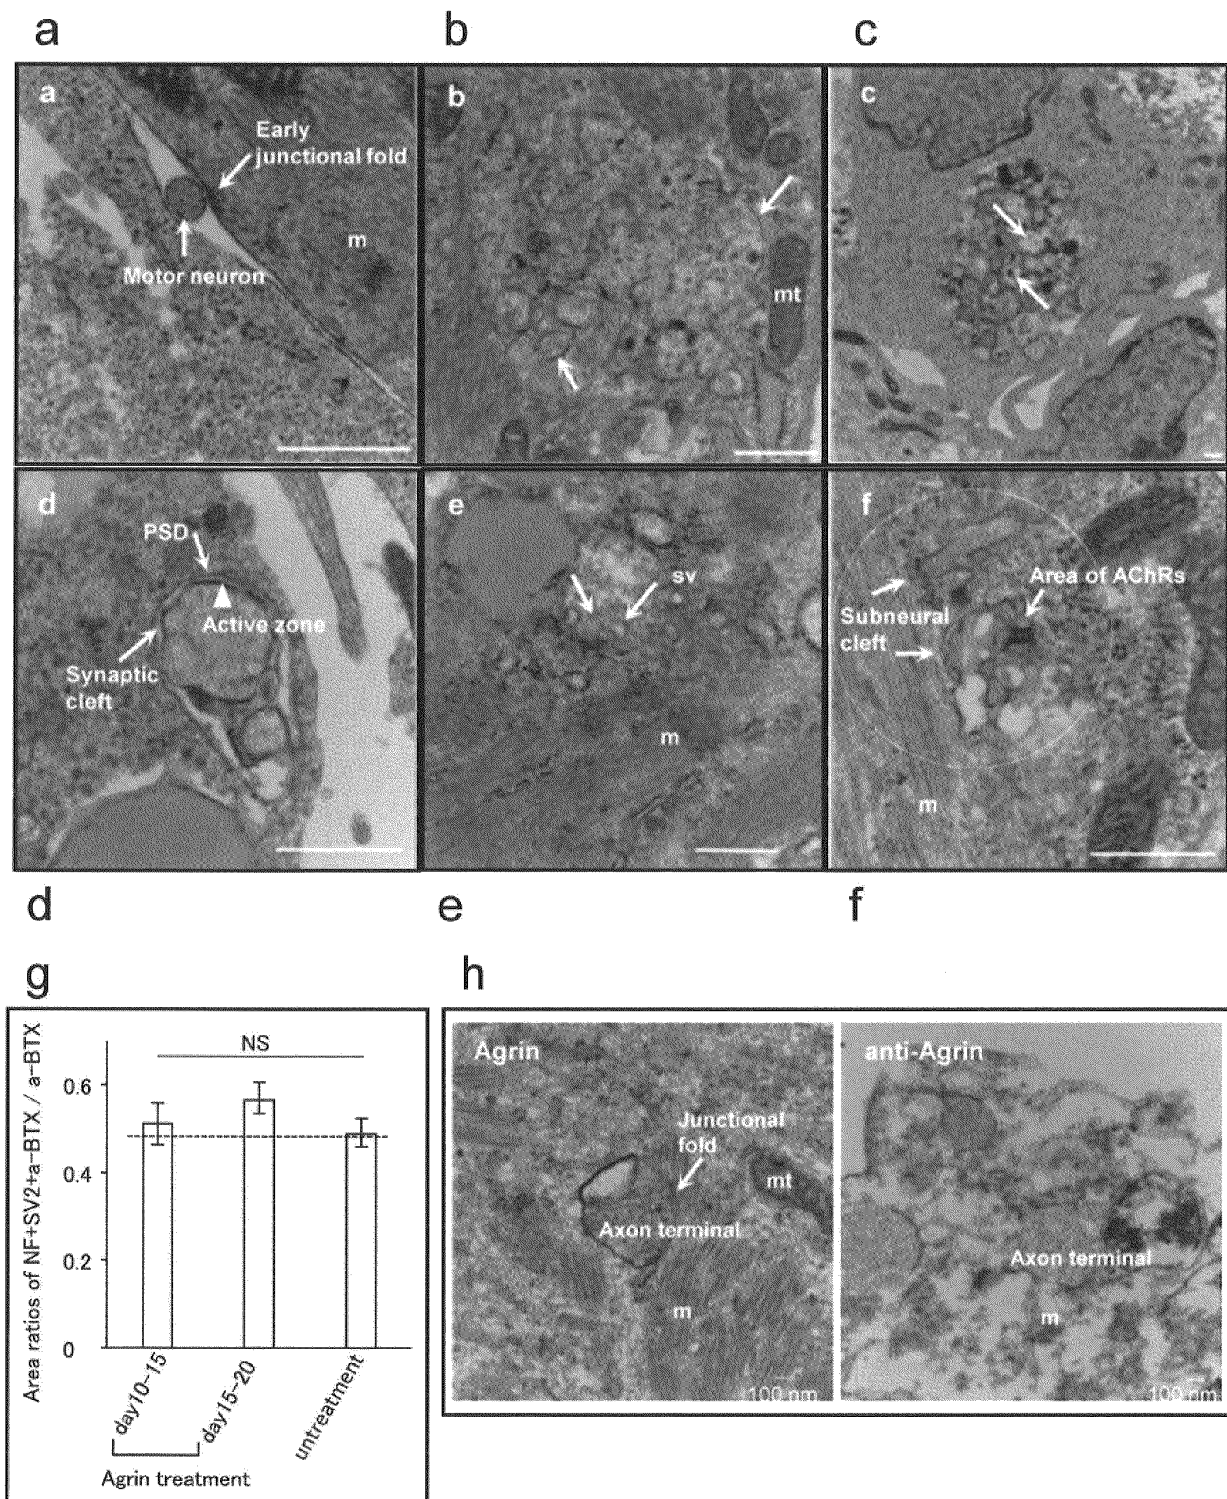 a
b
c
a
Early
junctional fold
m
Motor neuron
b
mt
c
d
PSD
Active zone
Synaptic
cleft
e
sv
m
f
Area of AChRs
Subneural
cleft
m
d
e
f
g
Area ratios of NF+SV2+a-BTX / a-BTX
NS
0.6
0.4
0.2
0
day10-15
day15-20
untreatment
Agrin treatment
h
Agrin
Junctional
fold
mt
Axon terminal
m
100 nm
anti-Agrin
Axon terminal
m
100 nm